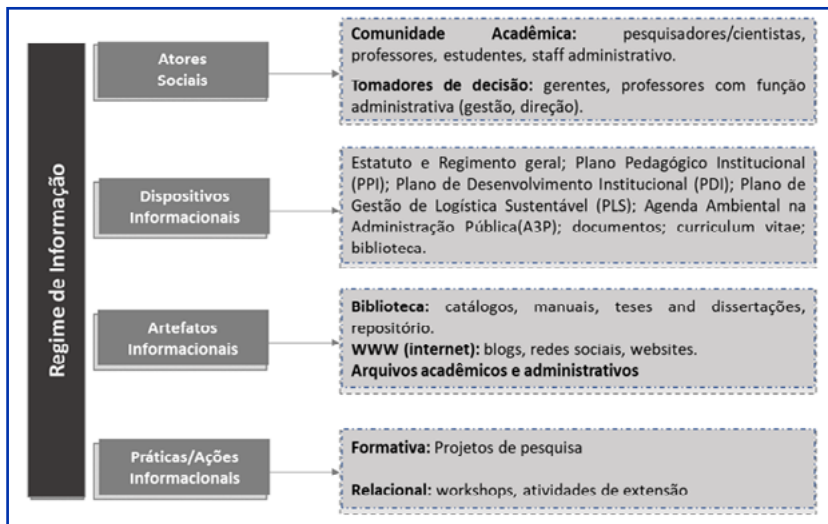 Regime de Informação
Atores
Sociais
Comunidade Acadêmica: pesquisadores/cientistas,
professores, estudentes, staff administrativo.
Tomadores de decisão: gerentes, professores com função
administrativa (gestão, direção).
Dispositivos
Informacionais
Estatuto e Regimento geral; Plano Pedagógico Institucional
(PPI); Plano de Desenvolvimento Institucional (PDI); Plano de
Gestão de Logística Sustentável (PLS); Agenda Ambiental na
Administração Pública(A3P); documentos; curriculum vitae;
biblioteca.
Artefatos
Informacionais
Biblioteca: catálogos, manuais, teses and dissertações,
repositório.
WWW (internet): blogs, redes sociais, websites.
Arquivos acadêmicos e administrativos
Práticas/Ações
Informacionais
Formativa: Projetos de pesquisa
Relacional: workshops, atividades de extensão